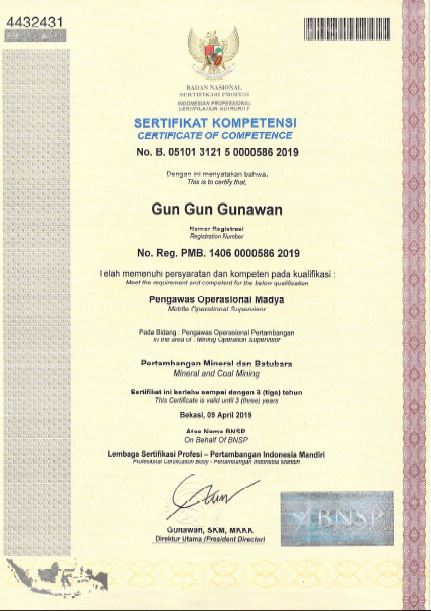 4432431
BADAN NASIONAL
SERTIFIKASI PROFESI
INDONESIAN PROFESSIONAL
CERTIFICATION AUTHORITY
SERTIFIKAT KOMPETENSI
CERTIFICATE OF COMPETENCE
No. B. 05101 3121 5 0000586 2019
Dengan ini menyatakan bahwa,
This is to certify that,
Gun Gun Gunawan
Nomor Registrasi
Registration Number
No. Reg. PMB. 1406 0000586 2019
Telah memenuhi persyaratan dan kompeten pada kualifikasi :
Meet the requirement and competent for the below qualification
Pengawas Operasional Madya
Middle Operational Supervisor
Pada Bidang : Pengawas Operasional Pertambangan
In the area of : Mining Operation Supervisor
Pertambangan Mineral dan Batubara
Mineral and Coal Mining
Sertifikat ini berlaku sampai dengan 3 (tiga) tahun
This Certificate is valid until 3 (three) years
Bekasi, 09 April 2019
Atas Nama BNSP
On Behalf Of BNSP
Lembaga Sertifikasi Profesi – Pertambangan Indonesia Mandiri
Profesional Certification Body - Pertambangan Indonesia Mandiri
BNSP
Gunawan, SKM, MKKK
Direktur Utama (President Director)